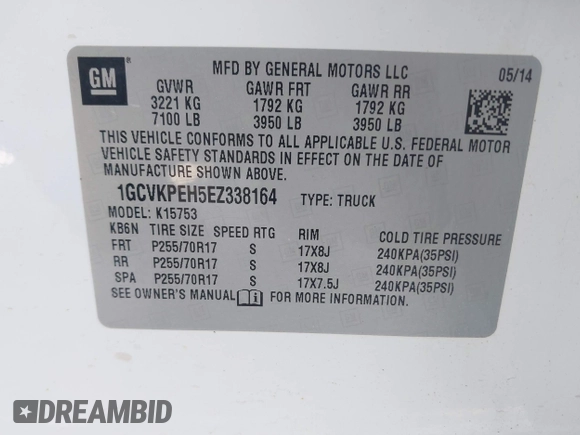 GM
MFD BY GENERAL MOTORS LLC 05/14
GVWR GAWR FRT GAWR RR
3221 KG 1792 KG 1792 KG
7100 LB 3950 LB 3950 LB
THIS VEHICLE CONFORMS TO ALL APPLICABLE U.S. FEDERAL MOTOR
VEHICLE SAFETY STANDARDS IN EFFECT ON THE DATE OF
MANUFACTURE SHOWN ABOVE.
1GCVKPEH5EZ338164 TYPE: TRUCK
MODEL: K15753
KB6N TIRE SIZE SPEED RTG RIM COLD TIRE PRESSURE
FRT P255/70R17 S 17X8J 240KPA(35PSI)
RR P255/70R17 S 17X8J 240KPA(35PSI)
SPA P255/70R17 S 17X7.5J 240KPA(35PSI)
SEE OWNER'S MANUAL FOR MORE INFORMATION.
DREAMBID